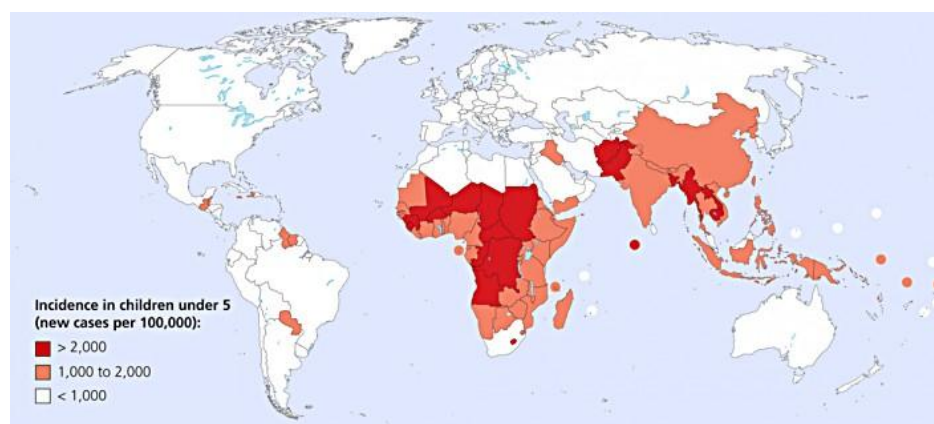 Incidence in children under 5
(new cases per 100,000):
> 2,000
1,000 to 2,000
< 1,000